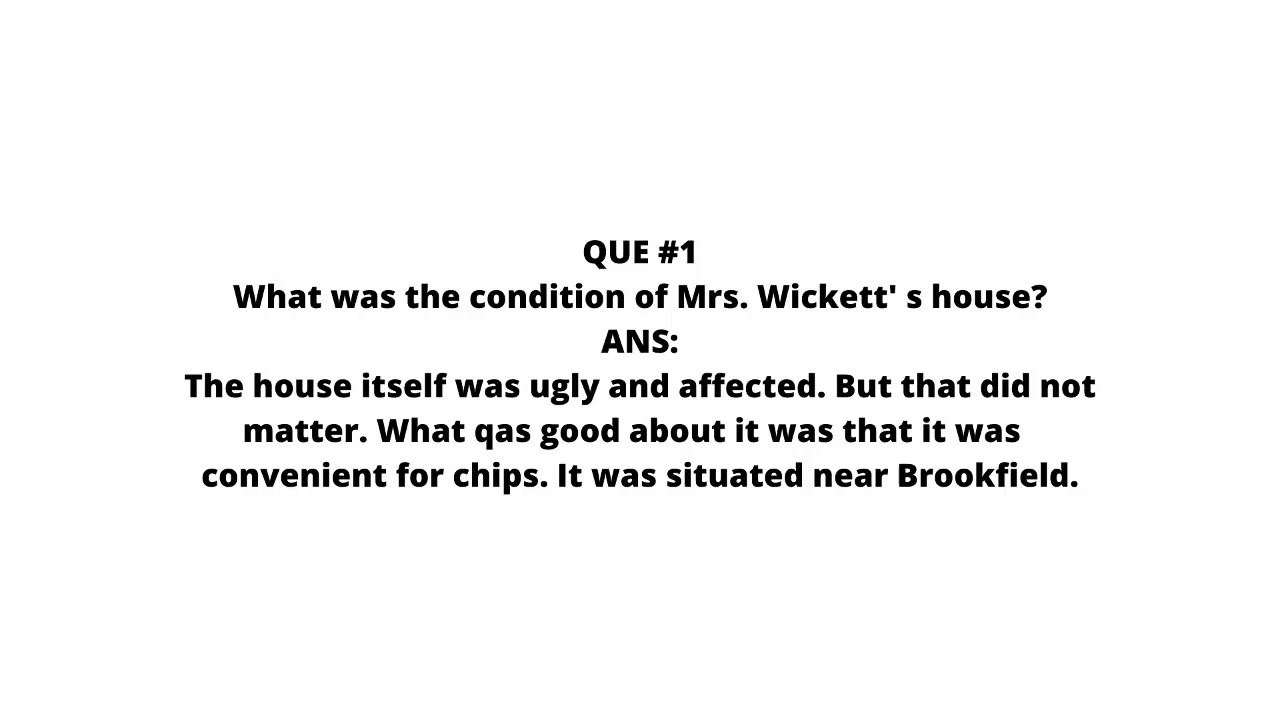 QUE #1
What was the condition of Mrs. Wickett' s house?
ANS:
The house itself was ugly and affected. But that did not
matter. What qas good about it was that it was
convenient for chips. It was situated near Brookfield.